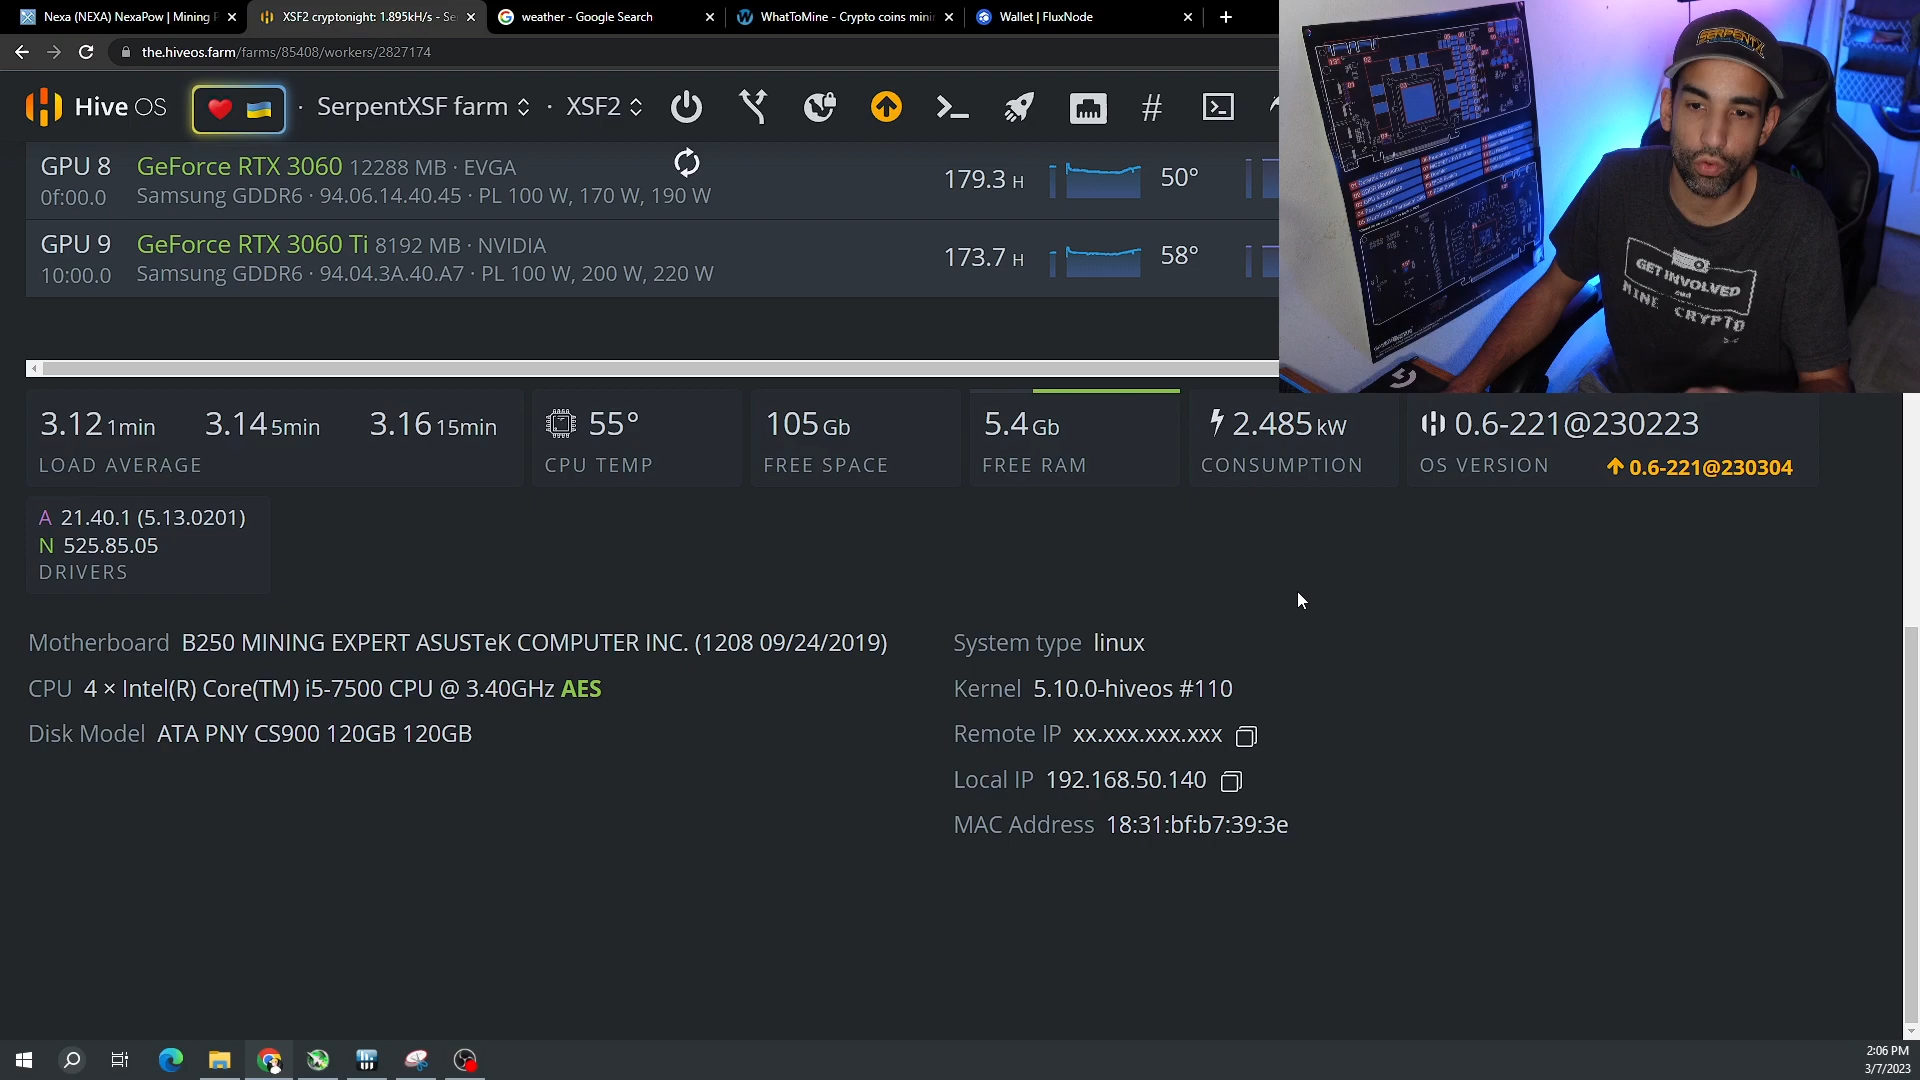 Nexa (NEXA) NexaPow | Mining P
XSF2 cryptonight: 1.895kH/s - Se
weather - Google Search
WhatToMine - Crypto coins mini
Wallet | FluxNode
the.hiveos.farm/farms/85408/workers/2827174
Hive OS · SerpentXSF farm · XSF2
GPU 8 GeForce RTX 3060 12288 MB · EVGA 179.3 H 50°
0f:00.0 Samsung GDDR6 · 94.06.14.40.45 · PL 100 W, 170 W, 190 W
GPU 9 GeForce RTX 3060 Ti 8192 MB · NVIDIA 173.7 H 58°
10:00.0 Samsung GDDR6 · 94.04.3A.40.A7 · PL 100 W, 200 W, 220 W
SERPENTX
GET INVOLVED
and
MINE CRYPTO
3.12 1min 3.14 5min 3.16 15min
LOAD AVERAGE
55°
CPU TEMP
105 Gb
FREE SPACE
5.4 Gb
FREE RAM
2.485 kW
CONSUMPTION
0.6-221@230223
OS VERSION 0.6-221@230304
A 21.40.1 (5.13.0201)
N 525.85.05
DRIVERS
Motherboard B250 MINING EXPERT ASUSTeK COMPUTER INC. (1208 09/24/2019)
CPU 4 × Intel(R) Core(TM) i5-7500 CPU @ 3.40GHz AES
Disk Model ATA PNY CS900 120GB 120GB
System type linux
Kernel 5.10.0-hiveos #110
Remote IP xx.xxx.xxx.xxx
Local IP 192.168.50.140
MAC Address 18:31:bf:b7:39:3e
2:06 PM
3/7/2023